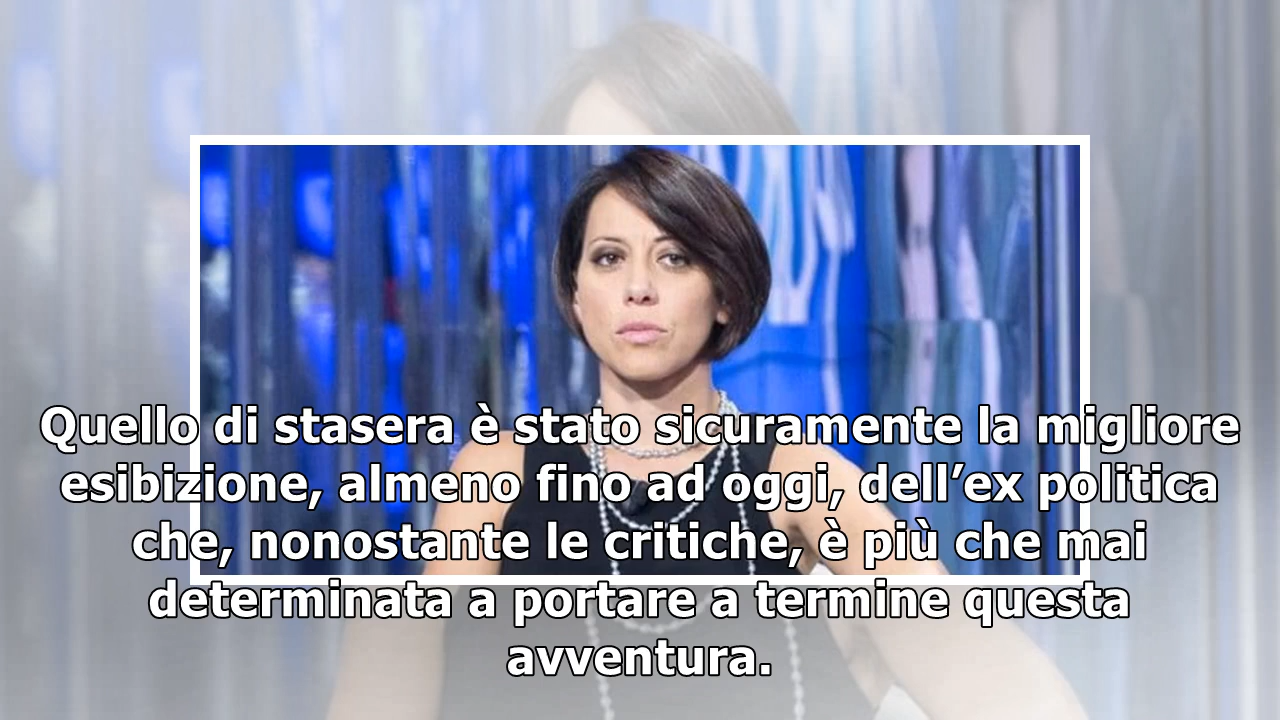 Quello di stasera è stato sicuramente la migliore
esibizione, almeno fino ad oggi, dell’ex politica
che, nonostante le critiche, è più che mai
determinata a portare a termine questa
avventura.